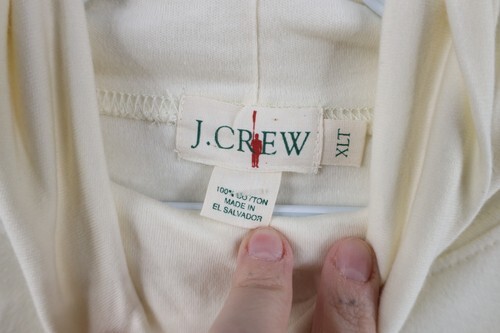 J.CREW
XLT
100% COTTON
MADE IN
EL SALVADOR